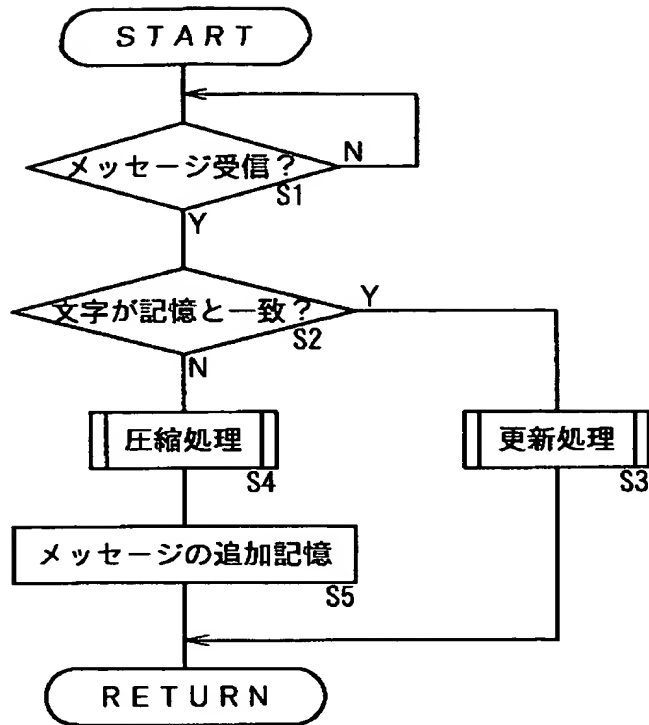 START
メッセージ受信?
N
S1
Y
文字が記憶と一致?
Y
S2
N
圧縮処理
更新処理
S4
S3
メッセージの追加記憶
S5
RETURN